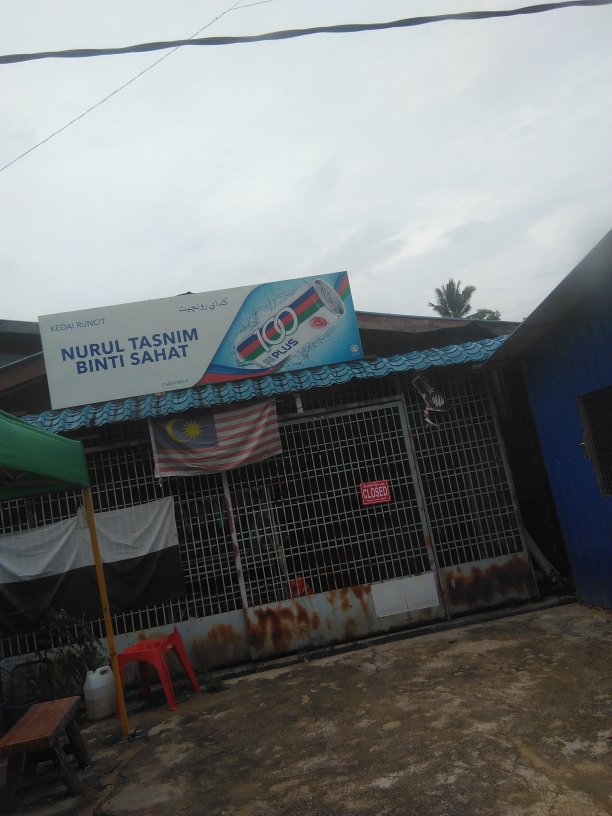 KEDAI RUNCIT
كداي رونچيت
NURUL TASNIM
BINTI SAHAT
100
PLUS
CLOSED